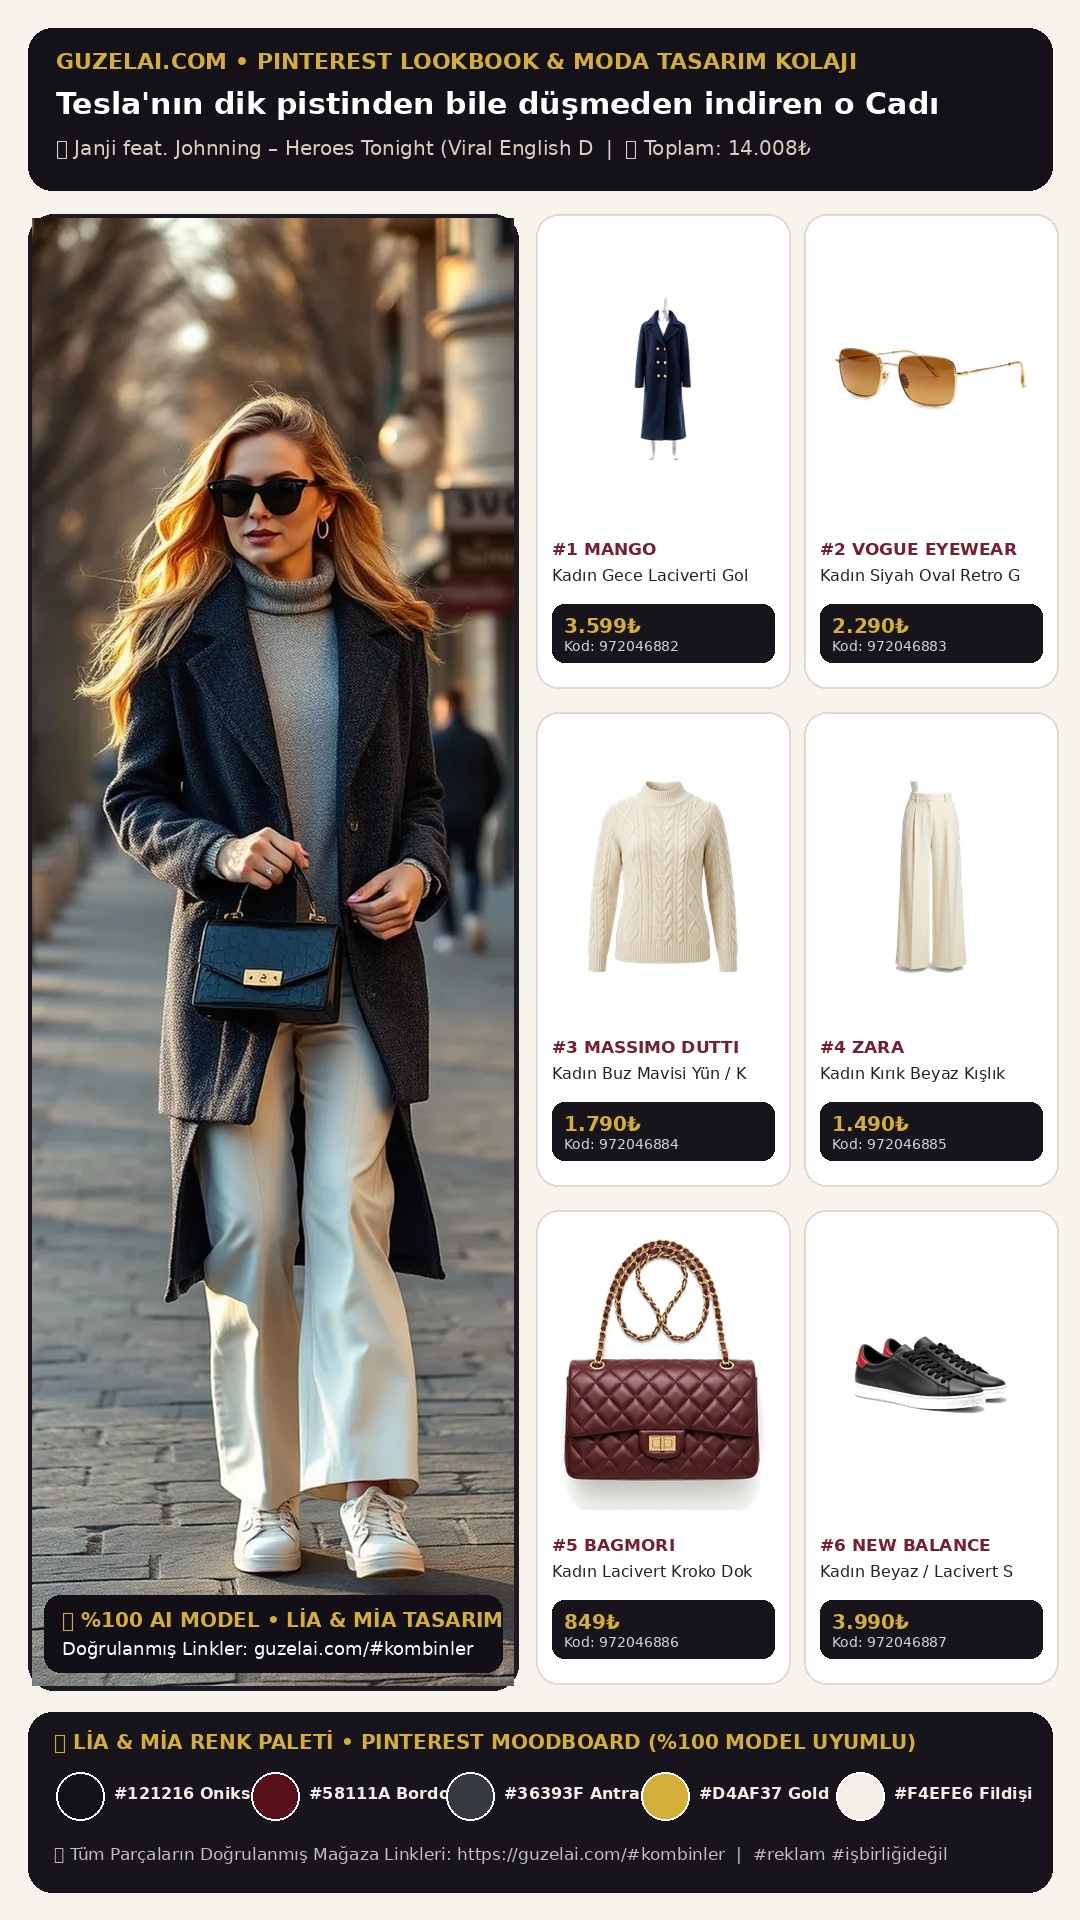 GUZELAI.COM • PINTEREST LOOKBOOK & MODA TASARIM KOLAJI
Tesla'nın dik pistinden bile düşmeden indiren o Cadı
Janji feat. Johnning – Heroes Tonight (Viral English D | Toplam: 14.008₺
#1 MANGO
Kadın Gece Laciverti Gol
3.599₺
Kod: 972046882
#2 VOGUE EYEWEAR
Kadın Siyah Oval Retro G
2.290₺
Kod: 972046883
#3 MASSIMO DUTTI
Kadın Buz Mavisi Yün / K
1.790₺
Kod: 972046884
#4 ZARA
Kadın Kırık Beyaz Kışlık
1.490₺
Kod: 972046885
#5 BAGMORI
Kadın Lacivert Kroko Dok
849₺
Kod: 972046886
#6 NEW BALANCE
Kadın Beyaz / Lacivert S
3.990₺
Kod: 972046887
%100 AI MODEL • LİA & MİA TASARIM
Doğrulanmış Linkler: guzelai.com/#kombinler
LİA & MİA RENK PALETİ • PINTEREST MOODBOARD (%100 MODEL UYUMLU)
#121216 Oniks #58111A Bordo #36393F Antra #D4AF37 Gold #F4EFE6 Fildişi
Tüm Parçaların Doğrulanmış Mağaza Linkleri: https://guzelai.com/#kombinler | #reklam #işbirliğideğil